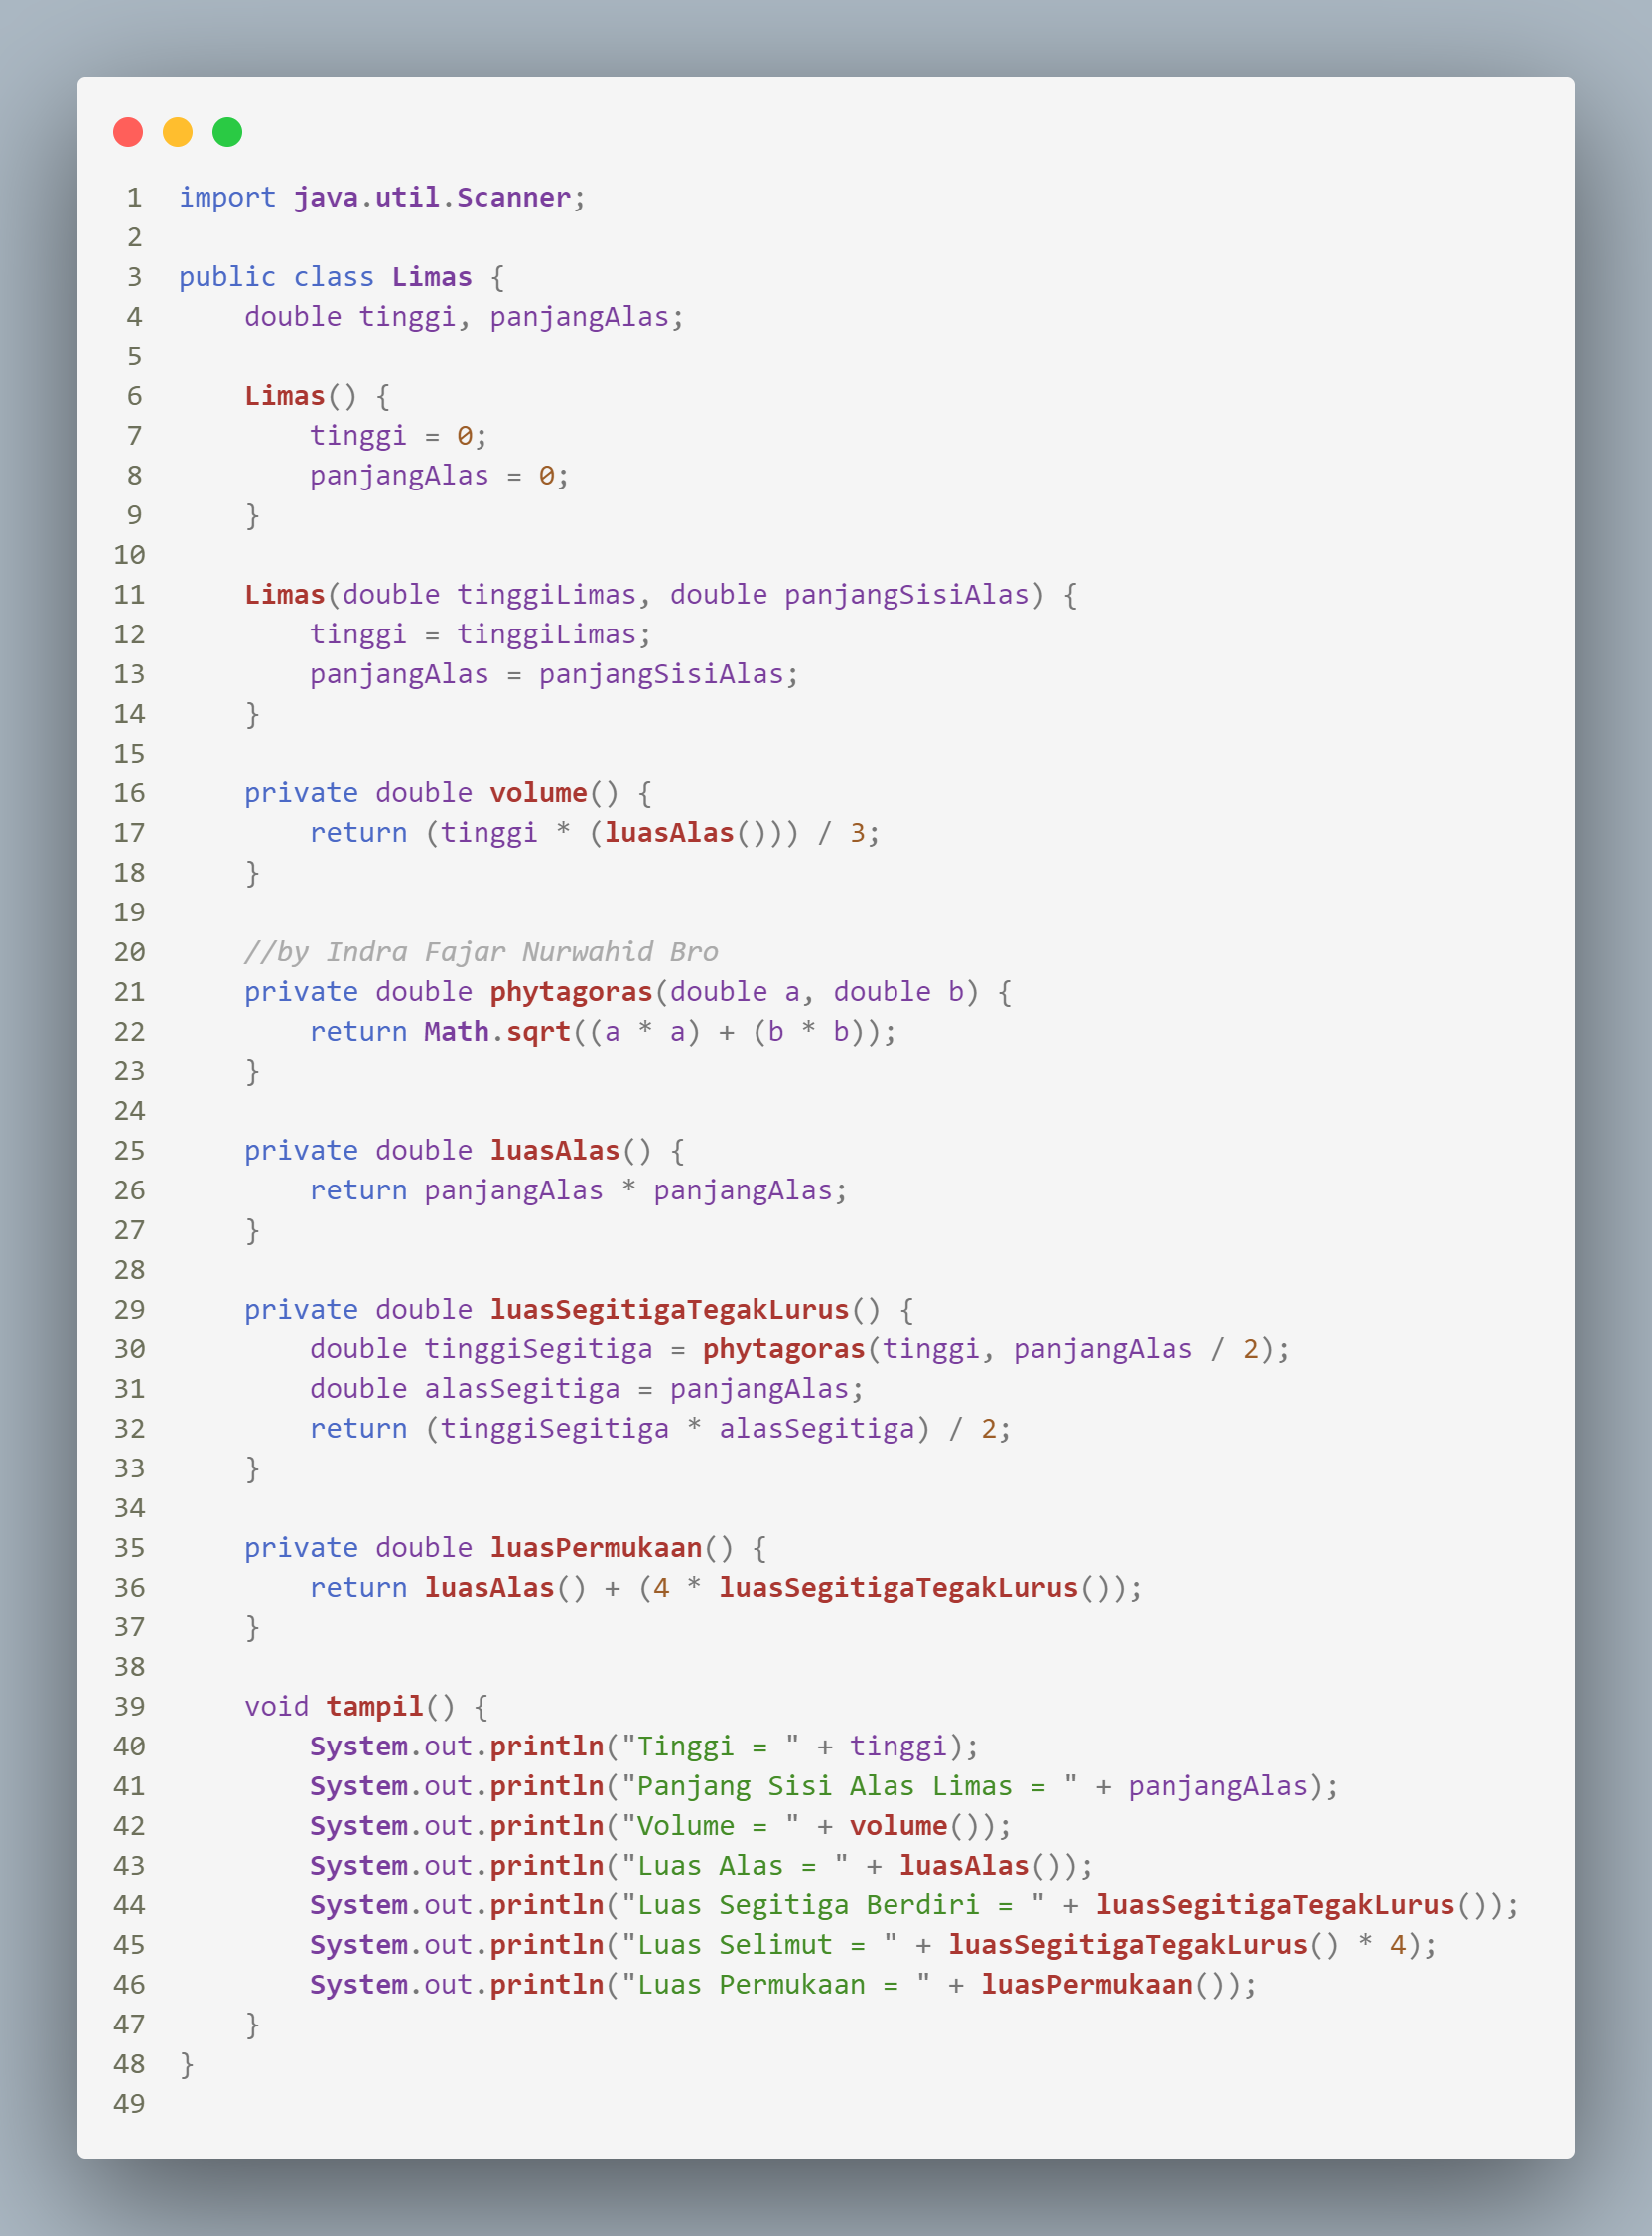 1 import java.util.Scanner;
2
3 public class Limas {
4     double tinggi, panjangAlas;
5
6     Limas() {
7         tinggi = 0;
8         panjangAlas = 0;
9     }
10
11     Limas(double tinggiLimas, double panjangSisiAlas) {
12         tinggi = tinggiLimas;
13         panjangAlas = panjangSisiAlas;
14     }
15
16     private double volume() {
17         return (tinggi * (luasAlas())) / 3;
18     }
19
20     //by Indra Fajar Nurwahid Bro
21     private double phytagoras(double a, double b) {
22         return Math.sqrt((a * a) + (b * b));
23     }
24
25     private double luasAlas() {
26         return panjangAlas * panjangAlas;
27     }
28
29     private double luasSegitigaTegakLurus() {
30         double tinggiSegitiga = phytagoras(tinggi, panjangAlas / 2);
31         double alasSegitiga = panjangAlas;
32         return (tinggiSegitiga * alasSegitiga) / 2;
33     }
34
35     private double luasPermukaan() {
36         return luasAlas() + (4 * luasSegitigaTegakLurus());
37     }
38
39     void tampil() {
40         System.out.println("Tinggi = " + tinggi);
41         System.out.println("Panjang Sisi Alas Limas = " + panjangAlas);
42         System.out.println("Volume = " + volume());
43         System.out.println("Luas Alas = " + luasAlas());
44         System.out.println("Luas Segitiga Berdiri = " + luasSegitigaTegakLurus());
45         System.out.println("Luas Selimut = " + luasSegitigaTegakLurus() * 4);
46         System.out.println("Luas Permukaan = " + luasPermukaan());
47     }
48 }
49